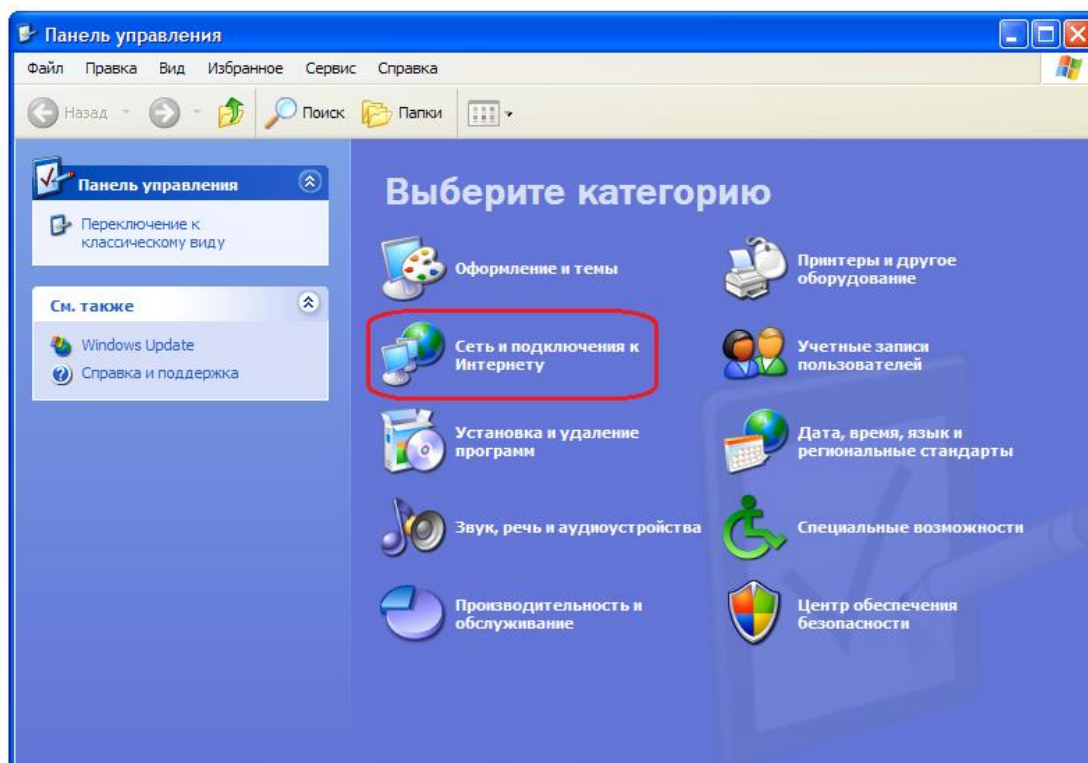 Панель управления
Файл Правка Вид Избранное Сервис Справка
Назад Поиск Папки
Панель управления
Переключение к
классическому виду
См. также
Windows Update
Справка и поддержка
Выберите категорию
Оформление и темы
Принтеры и другое
оборудование
Сеть и подключения к
Интернету
Учетные записи
пользователей
Установка и удаление
программ
Дата, время, язык и
региональные стандарты
Звук, речь и аудиоустройства
Специальные возможности
Производительность и
обслуживание
Центр обеспечения
безопасности